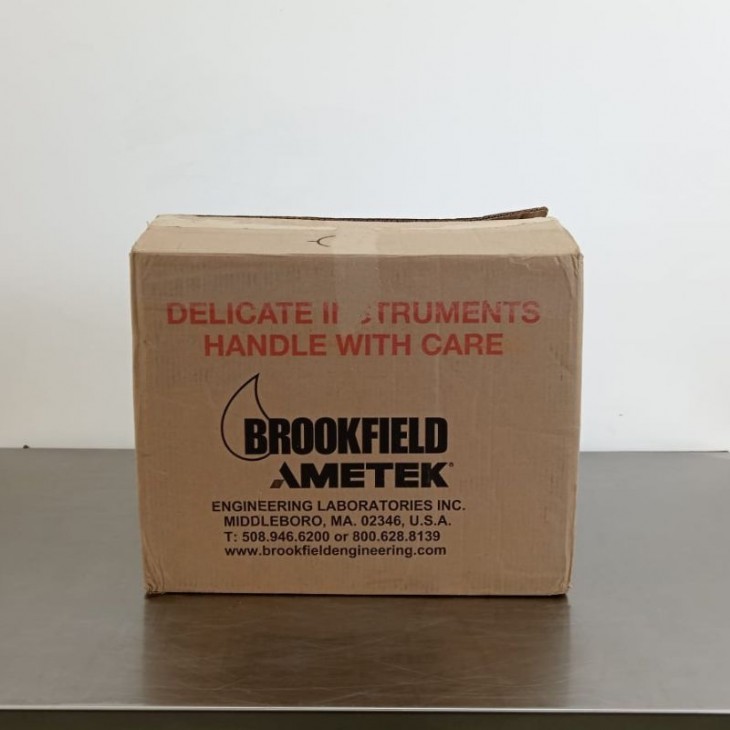 DELICATE INSTRUMENTS
HANDLE WITH CARE
BROOKFIELD
AMETEK®
ENGINEERING LABORATORIES INC.
MIDDLEBORO, MA. 02346, U.S.A.
T: 508.946.6200 or 800.628.8139
www.brookfieldengineering.com